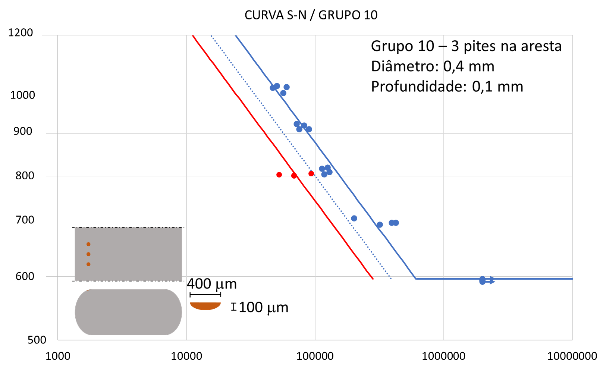 CURVA S-N / GRUPO 10
Grupo 10 – 3 pites na aresta
Diâmetro: 0,4 mm
Profundidade: 0,1 mm
1200
1000
900
800
700
600
500
400 µm
100 µm
1000
10000
100000
1000000
10000000